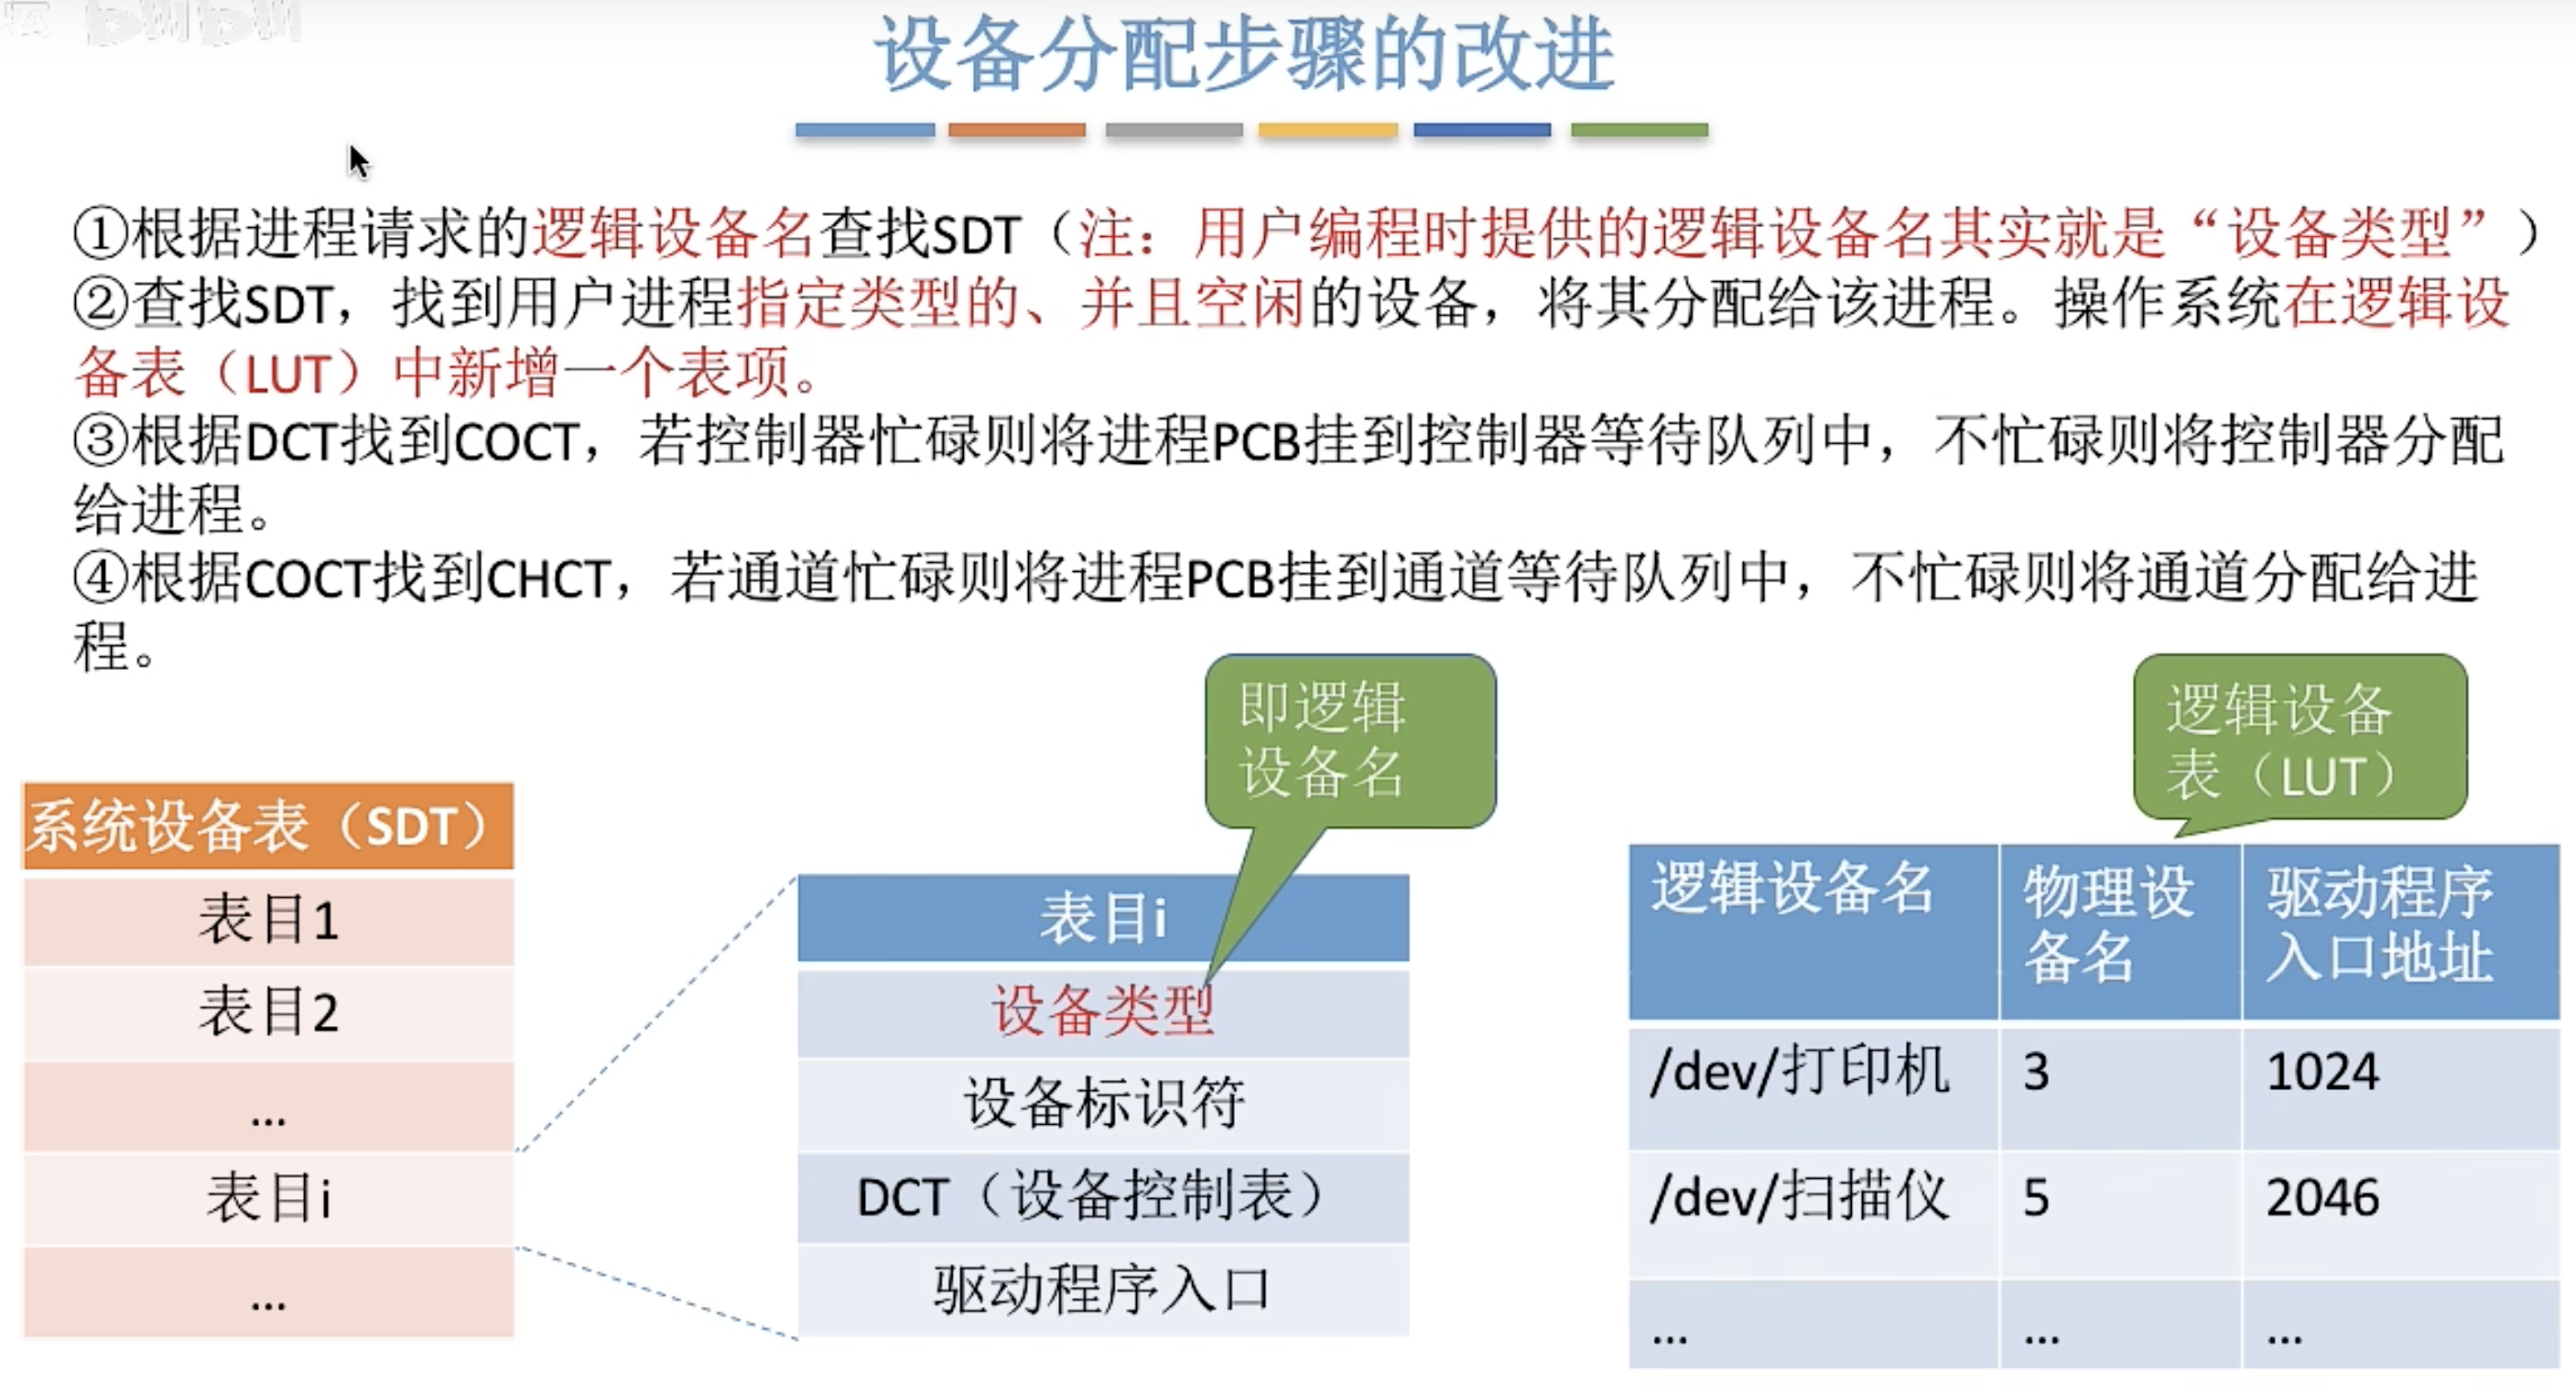 设备分配步骤的改进
①根据进程请求的逻辑设备名查找SDT（注：用户编程时提供的逻辑设备名其实就是“设备类型”）
②查找SDT，找到用户进程指定类型的、并且空闲的设备，将其分配给该进程。操作系统在逻辑设
备表（LUT）中新增一个表项。
③根据DCT找到COCT，若控制器忙碌则将进程PCB挂到控制器等待队列中，不忙碌则将控制器分配
给进程。
④根据COCT找到CHCT，若通道忙碌则将进程PCB挂到通道等待队列中，不忙碌则将通道分配给进
程。
系统设备表（SDT）
表目1
表目2
...
表目i
...
即逻辑
设备名
表目i
设备类型
设备标识符
DCT（设备控制表）
驱动程序入口
逻辑设备
表（LUT）
逻辑设备名 物理设 驱动程序
备名 入口地址
/dev/打印机 3 1024
/dev/扫描仪 5 2046
... ... ...